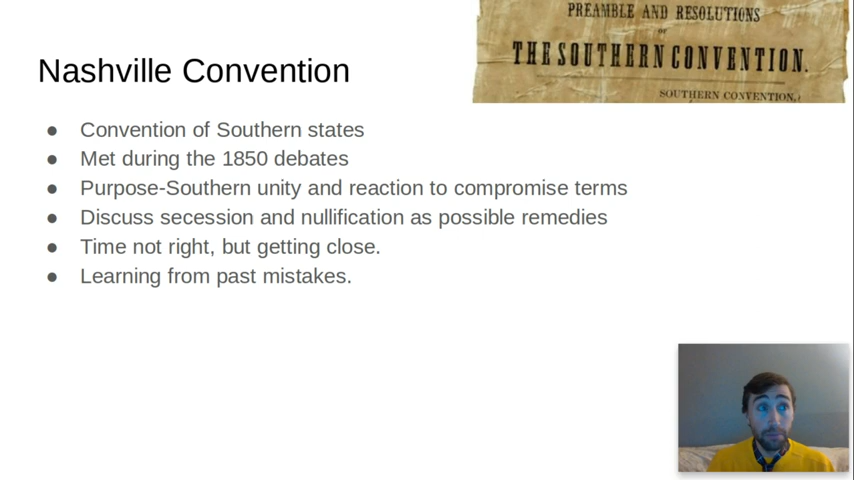 PREAMBLE AND RESOLUTIONS
OF
THE SOUTHERN CONVENTION.
SOUTHERN CONVENTION,
Nashville Convention
● Convention of Southern states
● Met during the 1850 debates
● Purpose-Southern unity and reaction to compromise terms
● Discuss secession and nullification as possible remedies
● Time not right, but getting close.
● Learning from past mistakes.